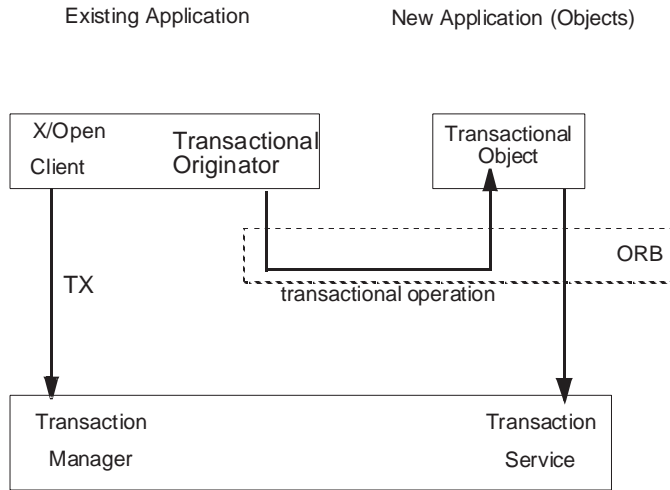 Existing Application
New Application (Objects)
X/Open
Client
Transactional
Originator
Transactional
Object
ORB
TX
transactional operation
Transaction
Manager
Transaction
Service